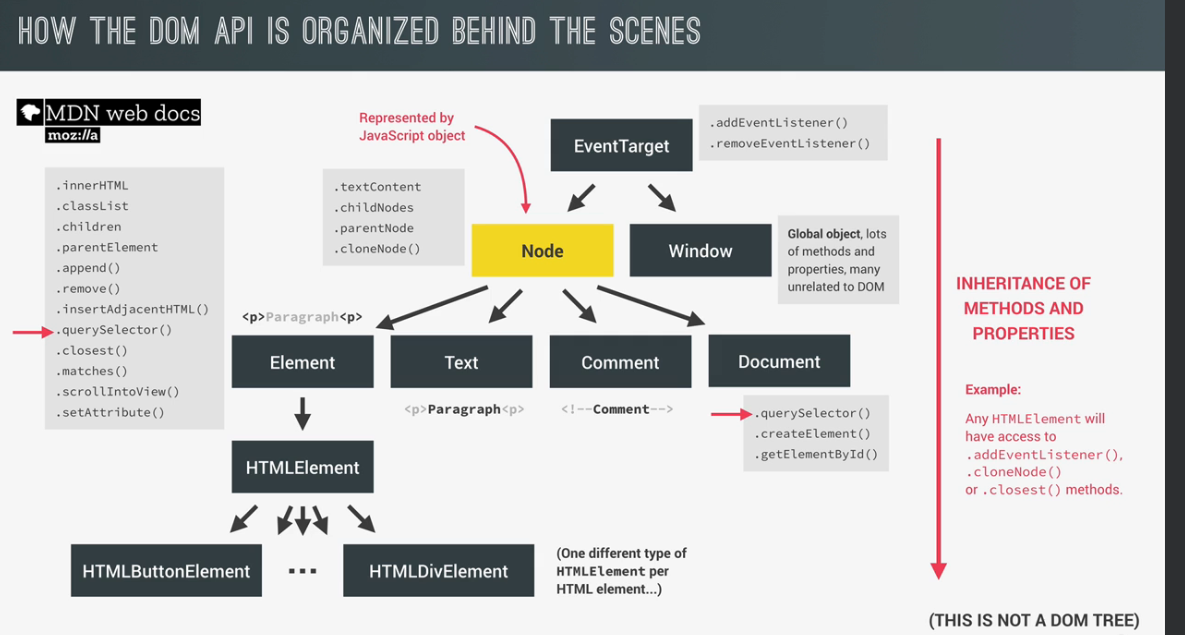 HOW THE DOM API IS ORGANIZED BEHIND THE SCENES
MDN web docs
moz://a
Represented by
JavaScript object
EventTarget
.addEventListener()
.removeEventListener()
.innerHTML
.classList
.children
.parentElement
.append()
.remove()
.insertAdjacentHTML()
.querySelector()
.closest()
.matches()
.scrollIntoView()
.setAttribute()
.textContent
.childNodes
.parentNode
.cloneNode()
Node
Window
Global object, lots
of methods and
properties, many
unrelated to DOM
<p>Paragraph<p>
Element
Text
Comment
Document
<p>Paragraph<p>
<!--Comment-->
.querySelector()
.createElement()
.getElementById()
HTMLElement
HTMLButtonElement
...
HTMLDivElement
(One different type of
HTMLElement per
HTML element...)
INHERITANCE OF
METHODS AND
PROPERTIES
Example:
Any HTMLElement will
have access to
.addEventListener(),
.cloneNode()
or .closest() methods.
(THIS IS NOT A DOM TREE)